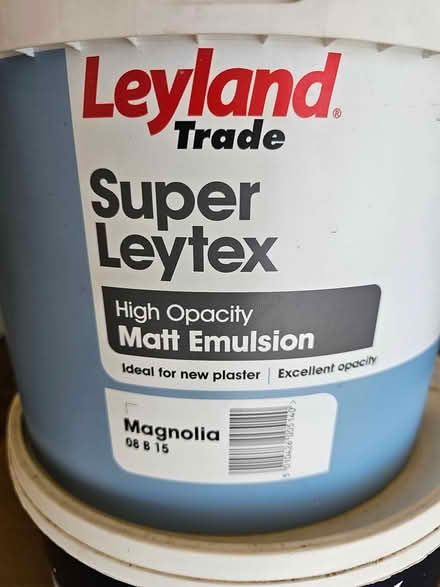 Leyland®
Trade
Super
Leytex
High Opacity
Matt Emulsion
Ideal for new plaster | Excellent opacity
Magnolia
08 B 15